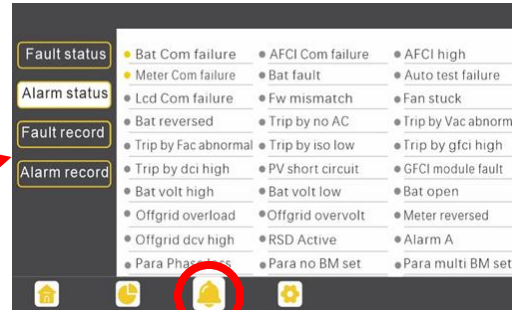 Fault status
Alarm status
Fault record
Alarm record
Bat Com failure AFCI Com failure AFCI high
Meter Com failure Bat fault Auto test failure
Lcd Com failure Fw mismatch Fan stuck
Bat reversed Trip by no AC Trip by Vac abnorm
Trip by Fac abnormal Trip by iso low Trip by gfci high
Trip by dci high PV short circuit GFCI module fault
Bat volt high Bat volt low Bat open
Offgrid overload Offgrid overvolt Meter reversed
Offgrid dcv high RSD Active Alarm A
Para Phase loss Para no BM set Para multi BM set